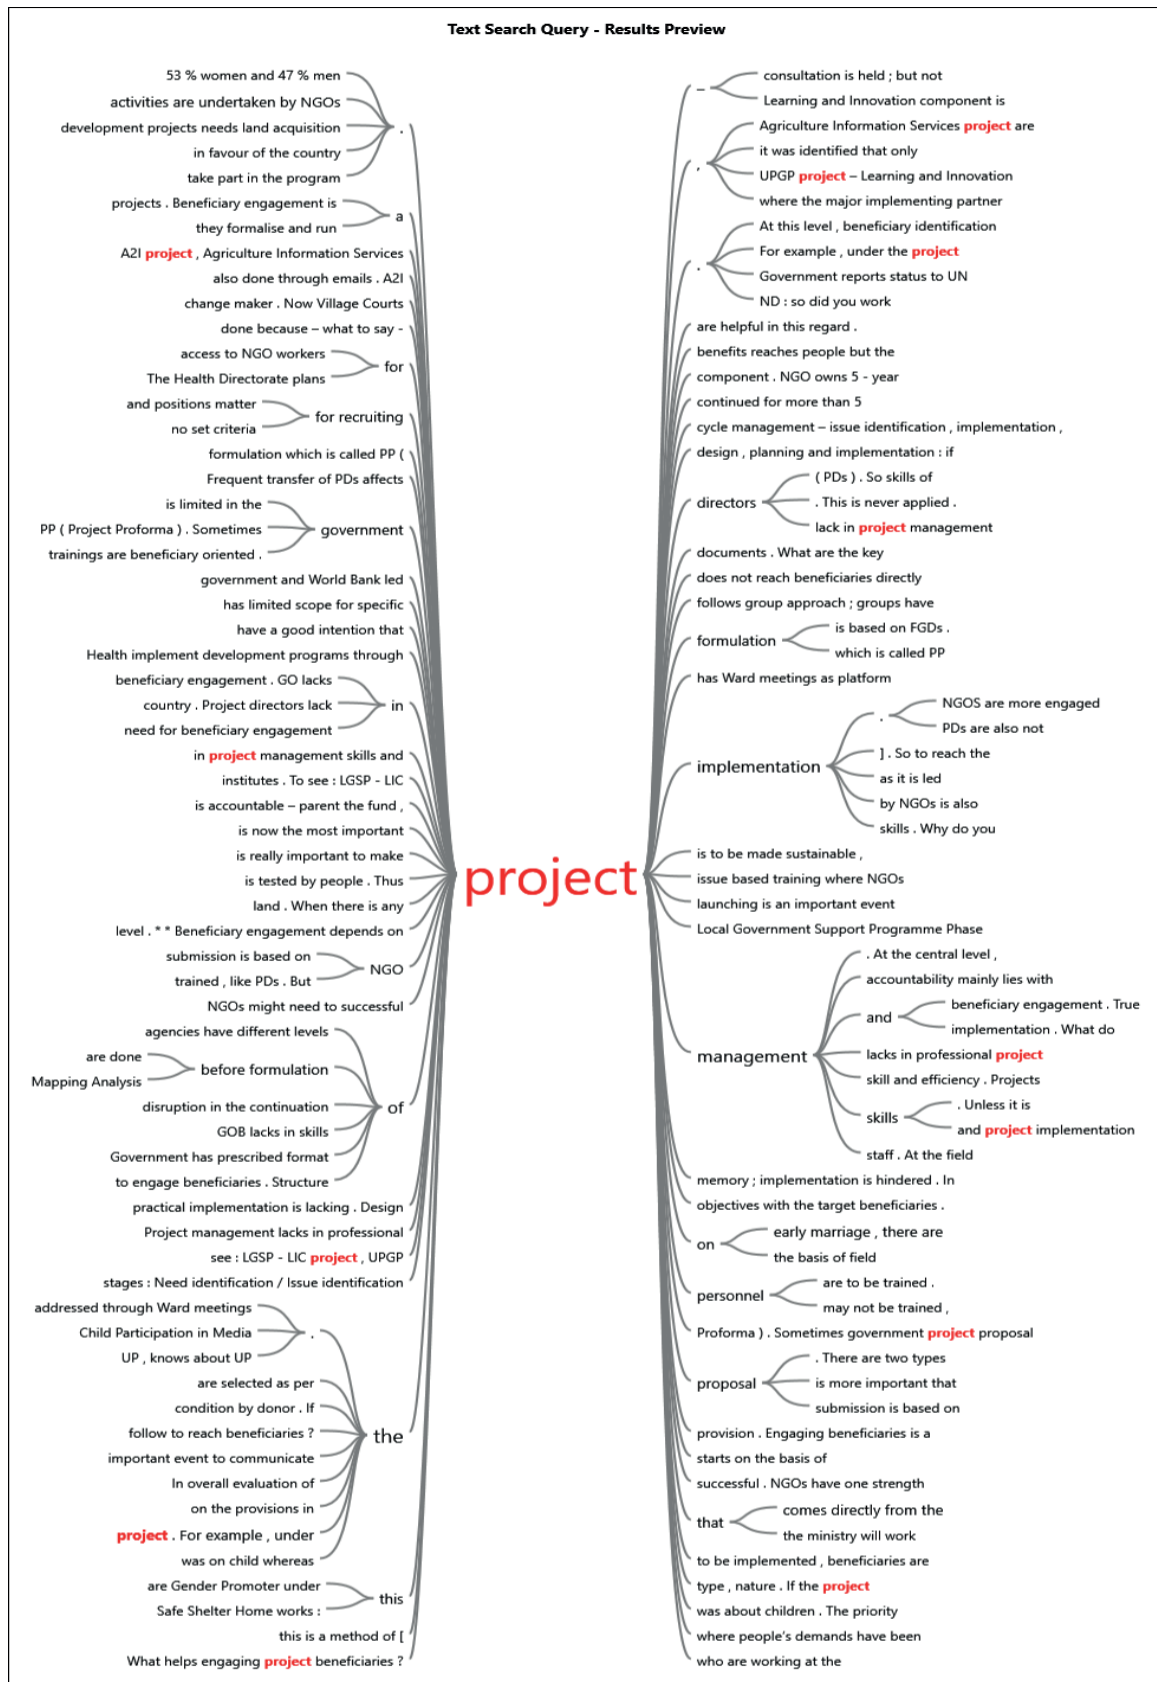 Text Search Query - Results Preview
53 % women and 47 % men
activities are undertaken by NGOs
development projects needs land acquisition
in favour of the country
take part in the program
.
projects . Beneficiary engagement is
they formalise and run
a
A2I project , Agriculture Information Services
also done through emails . A2I
change maker . Now Village Courts
done because – what to say -
access to NGO workers
The Health Directorate plans
for
and positions matter
no set criteria
for recruiting
formulation which is called PP (
Frequent transfer of PDs affects
is limited in the
PP ( Project Proforma ) . Sometimes
trainings are beneficiary oriented .
government
government and World Bank led
has limited scope for specific
have a good intention that
Health implement development programs through
beneficiary engagement . GO lacks
country . Project directors lack
need for beneficiary engagement
in
in project management skills and
institutes . To see : LGSP - LIC
is accountable – parent the fund ,
is now the most important
is really important to make
is tested by people . Thus
land . When there is any
level . * * Beneficiary engagement depends on
submission is based on
trained , like PDs . But
NGO
NGOs might need to successful
agencies have different levels
are done
Mapping Analysis
before formulation
disruption in the continuation
GOB lacks in skills
Government has prescribed format
to engage beneficiaries . Structure
of
practical implementation is lacking . Design
Project management lacks in professional
see : LGSP - LIC project , UPGP
stages : Need identification / Issue identification
addressed through Ward meetings
Child Participation in Media
UP , knows about UP
.
are selected as per
condition by donor . If
follow to reach beneficiaries ?
important event to communicate
In overall evaluation of
on the provisions in
project . For example , under
was on child whereas
the
are Gender Promoter under
Safe Shelter Home works :
this
this is a method of [
What helps engaging project beneficiaries ?
project
–
consultation is held ; but not
Learning and Innovation component is
,
Agriculture Information Services project are
it was identified that only
UPGP project – Learning and Innovation
where the major implementing partner
.
At this level , beneficiary identification
For example , under the project
Government reports status to UN
ND : so did you work
are helpful in this regard .
benefits reaches people but the
component . NGO owns 5 - year
continued for more than 5
cycle management – issue identification , implementation ,
design , planning and implementation : if
directors
( PDs ) . So skills of
. This is never applied .
lack in project management
documents . What are the key
does not reach beneficiaries directly
follows group approach ; groups have
formulation
is based on FGDs .
which is called PP
has Ward meetings as platform
implementation
.
NGOS are more engaged
PDs are also not
] . So to reach the
as it is led
by NGOs is also
skills . Why do you
is to be made sustainable ,
issue based training where NGOs
launching is an important event
Local Government Support Programme Phase
management
. At the central level ,
accountability mainly lies with
and
beneficiary engagement . True
implementation . What do
lacks in professional project
skill and efficiency . Projects
skills
. Unless it is
and project implementation
staff . At the field
memory ; implementation is hindered . In
objectives with the target beneficiaries .
on
early marriage , there are
the basis of field
personnel
are to be trained .
may not be trained ,
Proforma ) . Sometimes government project proposal
proposal
. There are two types
is more important that
submission is based on
provision . Engaging beneficiaries is a
starts on the basis of
successful . NGOs have one strength
that
comes directly from the
the ministry will work
to be implemented , beneficiaries are
type , nature . If the project
was about children . The priority
where people's demands have been
who are working at the